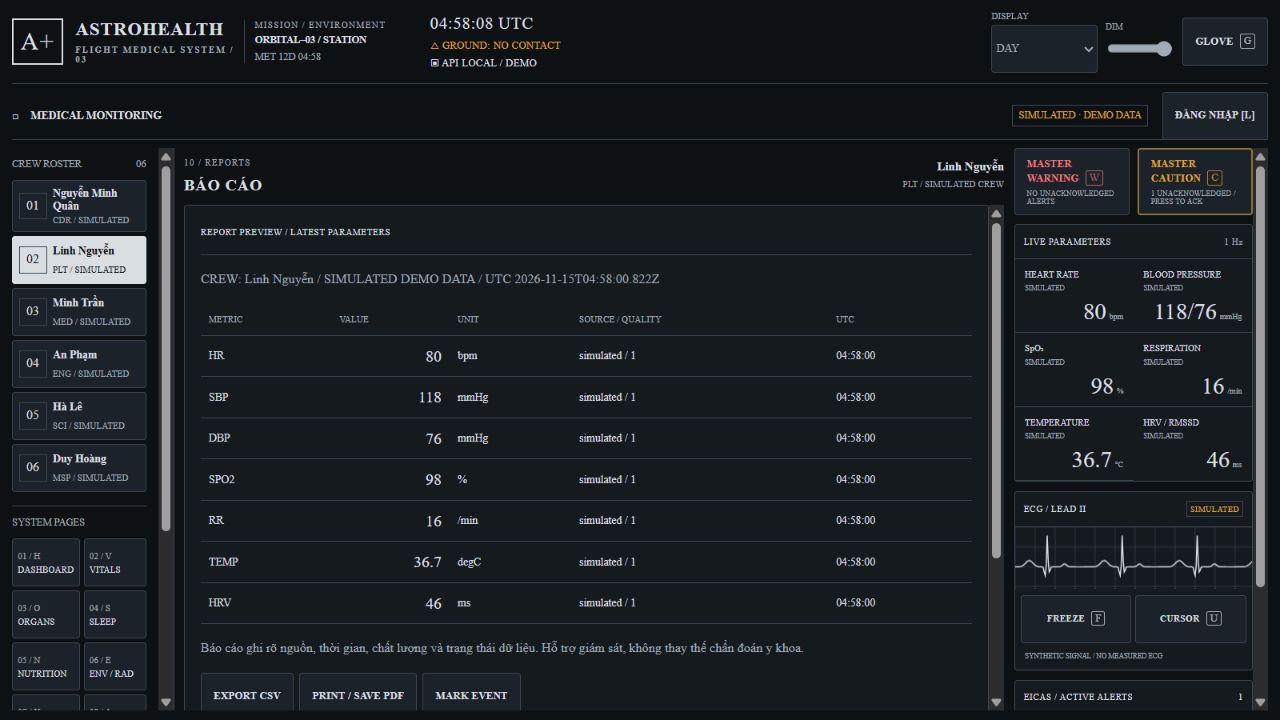 A+
ASTROHEALTH
FLIGHT MEDICAL SYSTEM /
03
MISSION / ENVIRONMENT
ORBITAL-03 / STATION
MET 12D 04:58
04:58:08 UTC
⚠ GROUND: NO CONTACT
▣ API LOCAL / DEMO
DISPLAY
DAY
DIM
GLOVE G
MEDICAL MONITORING
SIMULATED · DEMO DATA
ĐĂNG NHẬP [L]
CREW ROSTER 06
01
Nguyễn Minh
Quân
CDR / SIMULATED
02
Linh Nguyễn
PLT / SIMULATED
03
Minh Trần
MED / SIMULATED
04
An Phạm
ENG / SIMULATED
05
Hà Lê
SCI / SIMULATED
06
Duy Hoàng
MSP / SIMULATED
SYSTEM PAGES
01 / H
DASHBOARD
02 / V
VITALS
03 / O
ORGANS
04 / S
SLEEP
05 / N
NUTRITION
06 / E
ENV / RAD
10 / REPORTS
BÁO CÁO
Linh Nguyễn
PLT / SIMULATED CREW
REPORT PREVIEW / LATEST PARAMETERS
CREW: Linh Nguyễn / SIMULATED DEMO DATA / UTC 2026-11-15T04:58:00.822Z
METRIC VALUE UNIT SOURCE / QUALITY UTC
HR 80 bpm simulated / 1 04:58:00
SBP 118 mmHg simulated / 1 04:58:00
DBP 76 mmHg simulated / 1 04:58:00
SPO2 98 % simulated / 1 04:58:00
RR 16 /min simulated / 1 04:58:00
TEMP 36.7 degC simulated / 1 04:58:00
HRV 46 ms simulated / 1 04:58:00
Báo cáo ghi rõ nguồn, thời gian, chất lượng và trạng thái dữ liệu. Hỗ trợ giám sát, không thay thế chẩn đoán y khoa.
EXPORT CSV
PRINT / SAVE PDF
MARK EVENT
MASTER
WARNING W
NO UNACKNOWLEDGED
ALERTS
MASTER
CAUTION C
1 UNACKNOWLEDGED /
PRESS TO ACK
LIVE PARAMETERS 1 Hz
HEART RATE
SIMULATED
80 bpm
BLOOD PRESSURE
SIMULATED
118/76 mmHg
SpO₂
SIMULATED
98 %
RESPIRATION
SIMULATED
16 /min
TEMPERATURE
SIMULATED
36.7 °C
HRV / RMSSD
SIMULATED
46 ms
ECG / LEAD II SIMULATED
FREEZE F
CURSOR U
SYNTHETIC SIGNAL / NO MEASURED ECG
EICAS / ACTIVE ALERTS 1